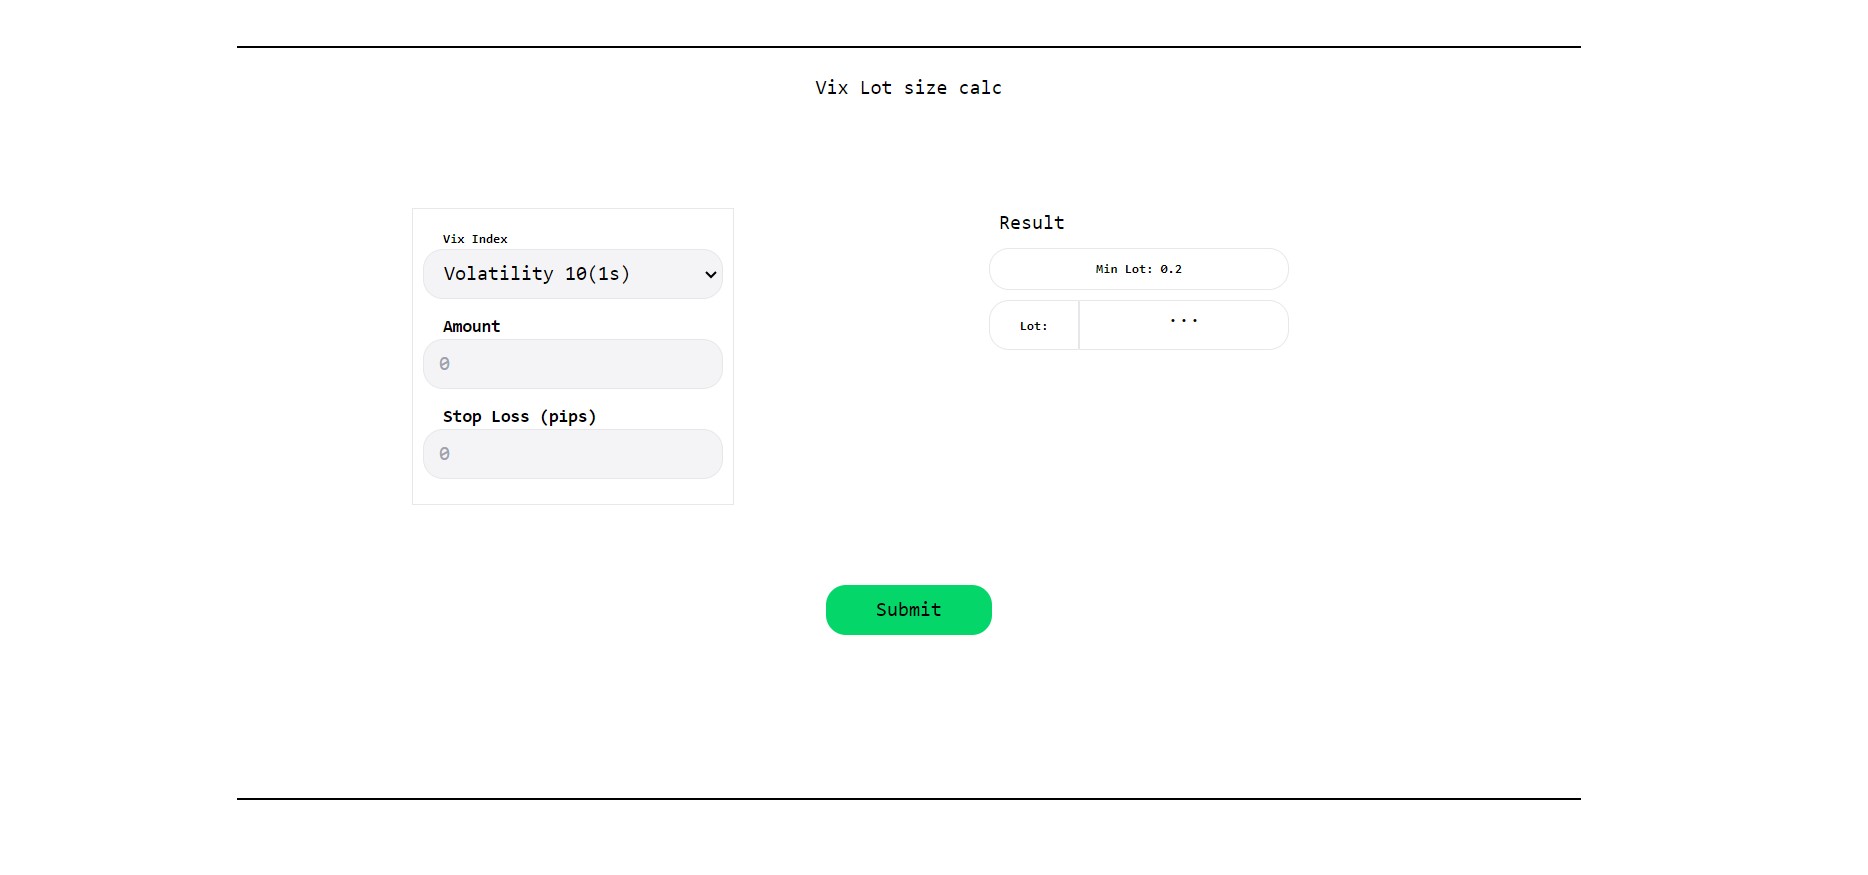 Vix Lot size calc
Vix Index
Volatility 10(1s)
Amount
0
Stop Loss (pips)
0
Result
Min Lot: 0.2
Lot:
...
Submit